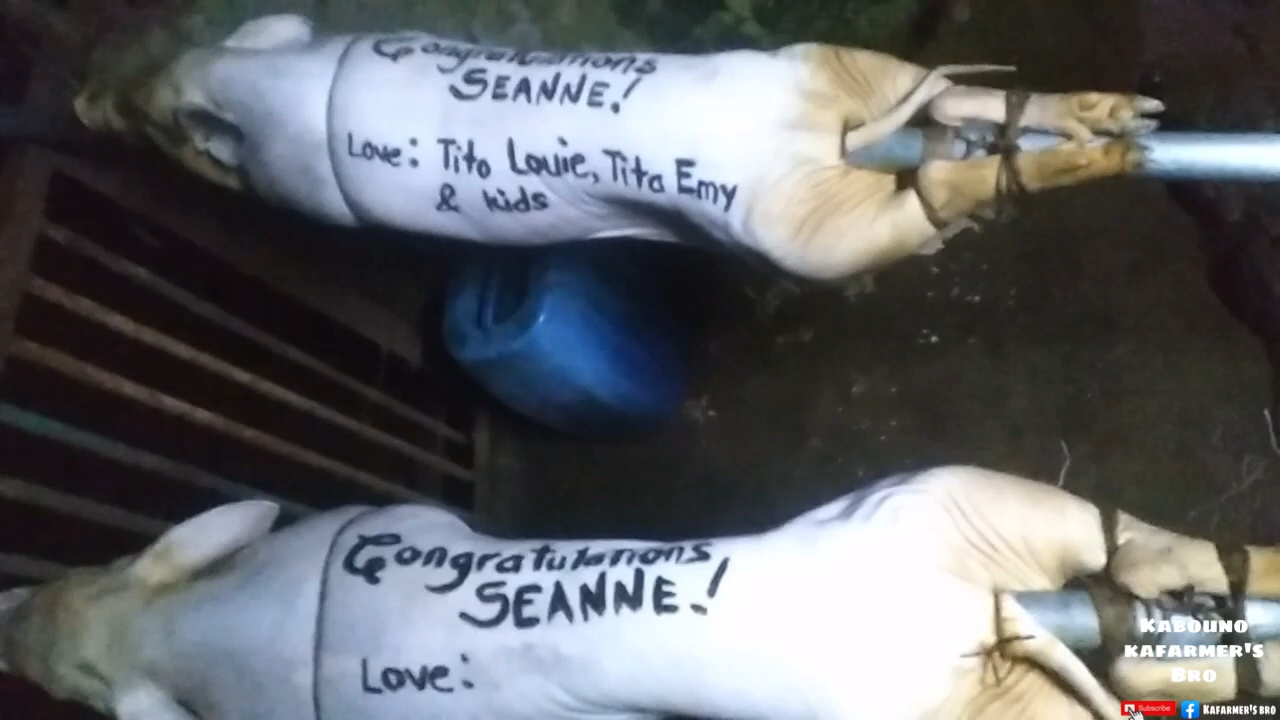 Congratulations
SEANNE!
Love: Tito Louie, Tita Emy
& kids
Congratulations
SEANNE!
Love:
KABOUNO
KAFARMER'S
BRO
Subscribe
KAFARMER'S BRO